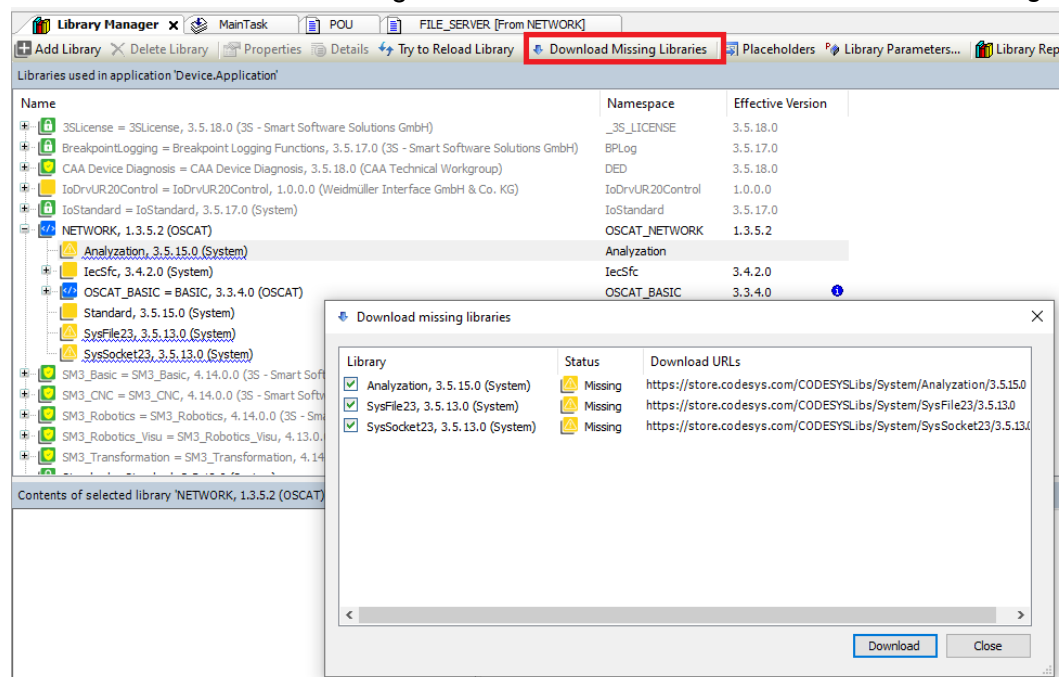 Library Manager MainTask POU FILE_SERVER [From NETWORK]
Add Library Delete Library Properties Details Try to Reload Library Download Missing Libraries Placeholders Library Parameters... Library Rep
Libraries used in application 'Device.Application'
Name Namespace Effective Version
3SLicense = 3SLicense, 3.5.18.0 (3S - Smart Software Solutions GmbH) _3S_LICENSE 3.5.18.0
BreakpointLogging = Breakpoint Logging Functions, 3.5.17.0 (3S - Smart Software Solutions GmbH) BPLog 3.5.17.0
CAA Device Diagnosis = CAA Device Diagnosis, 3.5.18.0 (CAA Technical Workgroup) DED 3.5.18.0
IoDrvUR20Control = IoDrvUR20Control, 1.0.0.0 (Weidmüller Interface GmbH & Co. KG) IoDrvUR20Control 1.0.0.0
IoStandard = IoStandard, 3.5.17.0 (System) IoStandard 3.5.17.0
NETWORK, 1.3.5.2 (OSCAT) OSCAT_NETWORK 1.3.5.2
Analyzation, 3.5.15.0 (System) Analyzation
IecSfc, 3.4.2.0 (System) IecSfc 3.4.2.0
OSCAT_BASIC = BASIC, 3.3.4.0 (OSCAT) OSCAT_BASIC 3.3.4.0
Standard, 3.5.15.0 (System)
SysFile23, 3.5.13.0 (System)
SysSocket23, 3.5.13.0 (System)
SM3_Basic = SM3_Basic, 4.14.0.0 (3S - Smart Soft
SM3_CNC = SM3_CNC, 4.14.0.0 (3S - Smart Softw
SM3_Robotics = SM3_Robotics, 4.14.0.0 (3S - Sma
SM3_Robotics_Visu = SM3_Robotics_Visu, 4.13.0.
SM3_Transformation = SM3_Transformation, 4.14
Contents of selected library 'NETWORK, 1.3.5.2 (OSCAT)
Download missing libraries
Library Status Download URLs
Analyzation, 3.5.15.0 (System) Missing https://store.codesys.com/CODESYSLibs/System/Analyzation/3.5.15.0
SysFile23, 3.5.13.0 (System) Missing https://store.codesys.com/CODESYSLibs/System/SysFile23/3.5.13.0
SysSocket23, 3.5.13.0 (System) Missing https://store.codesys.com/CODESYSLibs/System/SysSocket23/3.5.13.
Download Close